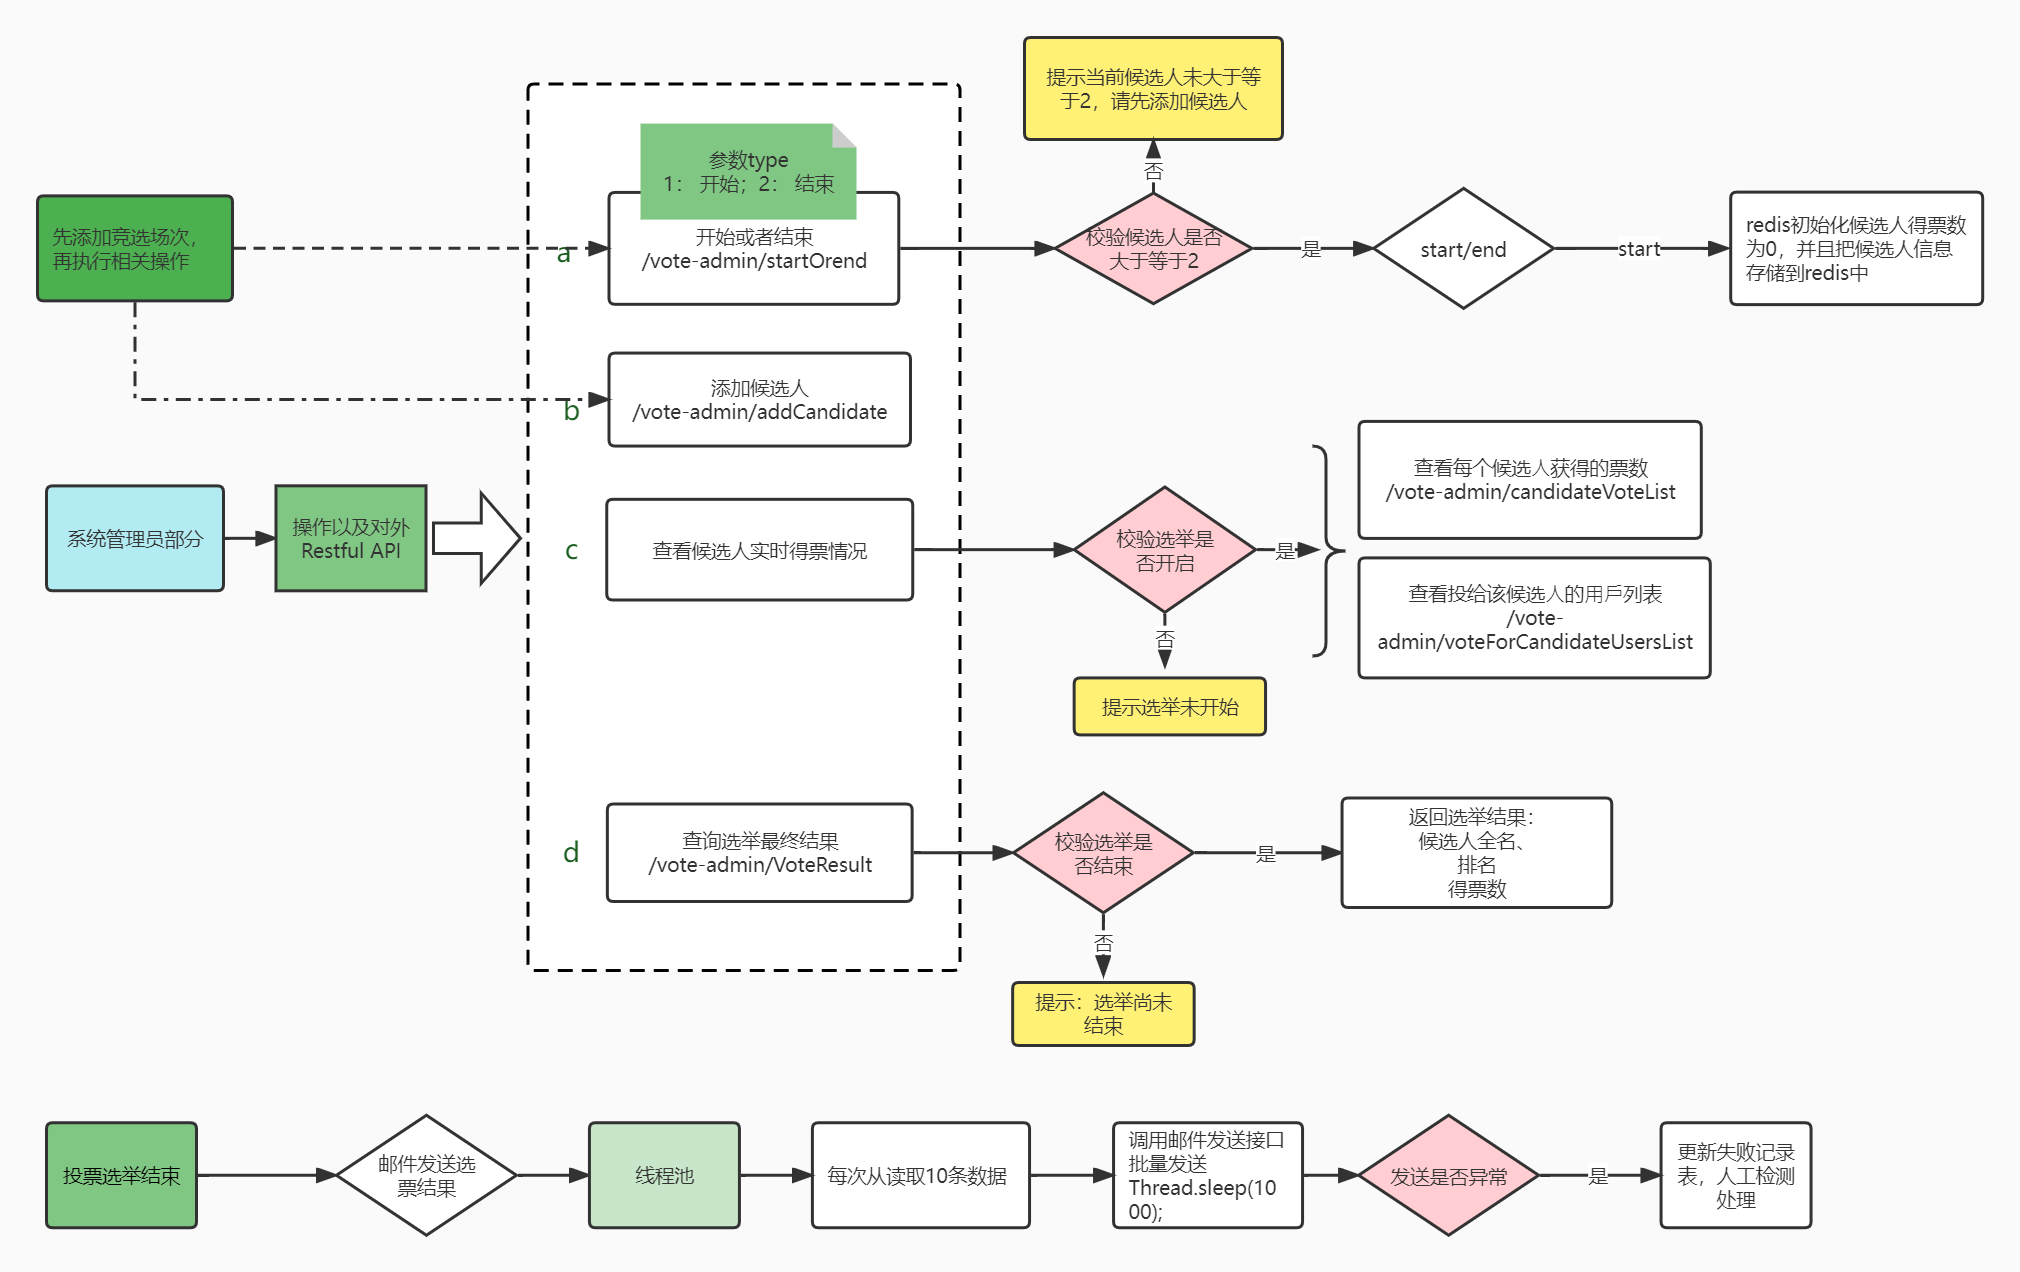 提示当前候选人未大于等
于2，请先添加候选人
否
参数type
1： 开始；2： 结束
先添加竞选场次，
再执行相关操作
a
开始或者结束
/vote-admin/startOrend
校验候选人是否
大于等于2
是
start/end
start
redis初始化候选人得票数
为0，并且把候选人信息
存储到redis中
b
添加候选人
/vote-admin/addCandidate
系统管理员部分
操作以及对外
Restful API
c
查看候选人实时得票情况
校验选举是
否开启
是
查看每个候选人获得的票数
/vote-admin/candidateVoteList
查看投给该候选人的用戶列表
/vote-
admin/voteForCandidateUsersList
否
提示选举未开始
d
查询选举最终结果
/vote-admin/VoteResult
校验选举是
否结束
是
返回选举结果：
候选人全名、
排名
得票数
否
提示：选举尚未
结束
投票选举结束
邮件发送选
票结果
线程池
每次从读取10条数据
调用邮件发送接口
批量发送
Thread.sleep(10
00);
发送是否异常
是
更新失败记录
表，人工检测
处理